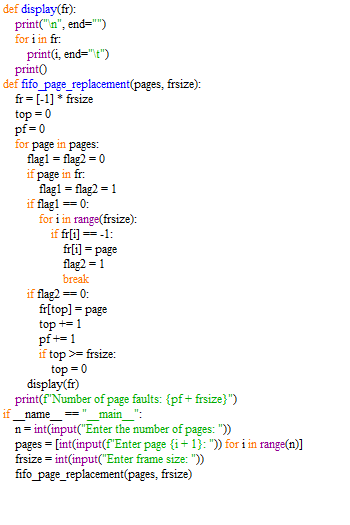 def display(fr):
    print("\n", end="")
    for i in fr:
        print(i, end="\t")
    print()
def fifo_page_replacement(pages, frsize):
    fr = [-1] * frsize
    top = 0
    pf = 0
    for page in pages:
        flag1 = flag2 = 0
        if page in fr:
            flag1 = flag2 = 1
        if flag1 == 0:
            for i in range(frsize):
                if fr[i] == -1:
                    fr[i] = page
                    flag2 = 1
                    break
        if flag2 == 0:
            fr[top] = page
            top += 1
            pf += 1
            if top >= frsize:
                top = 0
        display(fr)
    print(f"Number of page faults: {pf + frsize}")
if __name__ == "__main__":
    n = int(input("Enter the number of pages: "))
    pages = [int(input(f"Enter page {i + 1}: ")) for i in range(n)]
    frsize = int(input("Enter frame size: "))
    fifo_page_replacement(pages, frsize)